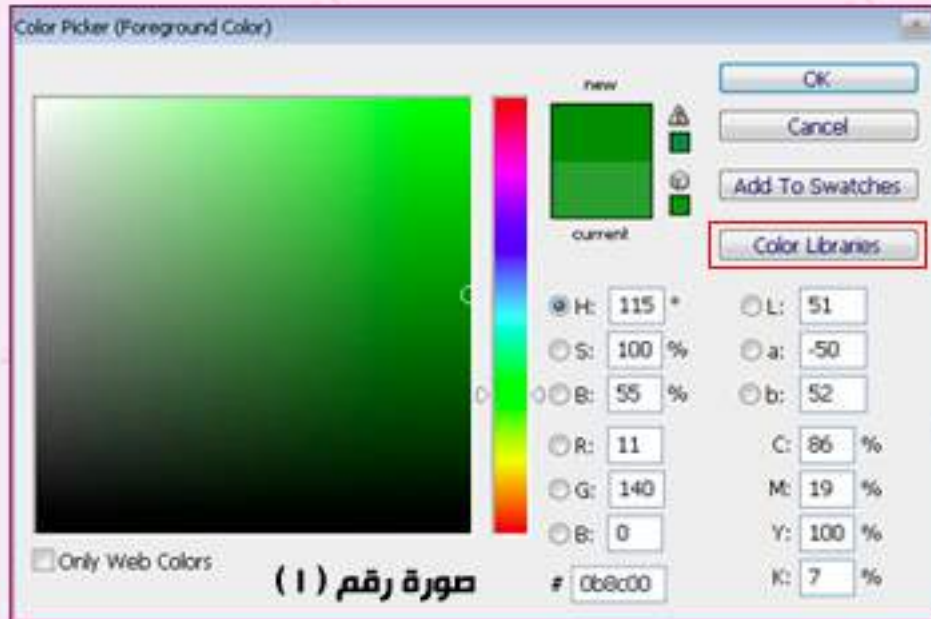 Color Picker (Foreground Color)
new
current
OK
Cancel
Add To Swatches
Color Libraries
H: 115 °
S: 100 %
B: 55 %
R: 11
G: 140
B: 0
# 0b8c00
L: 51
a: -50
b: 52
C: 86 %
M: 19 %
Y: 100 %
K: 7 %
Only Web Colors
صورة رقم (١)